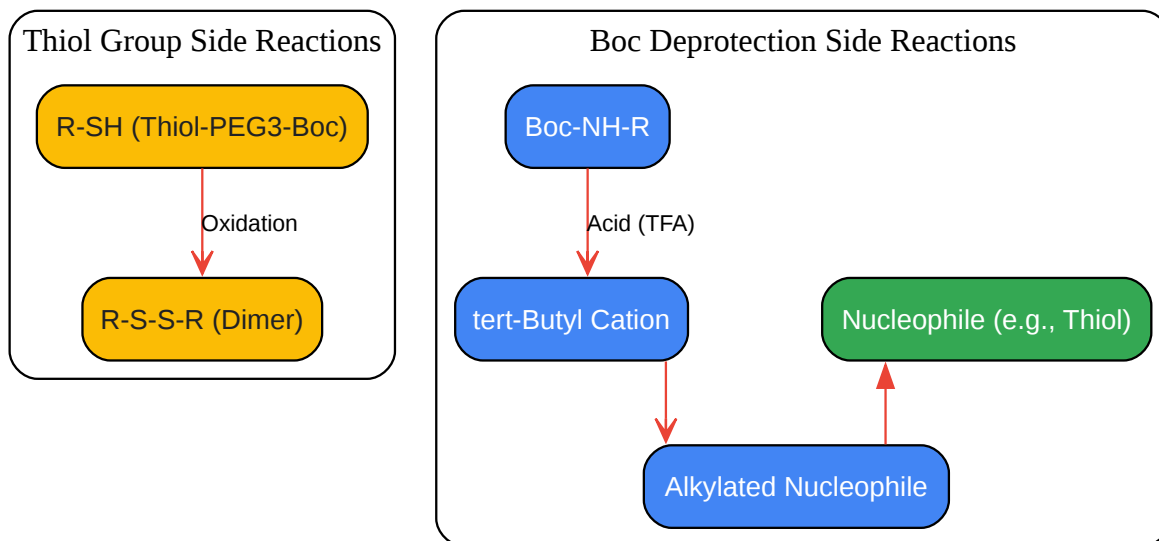 Thiol Group Side Reactions
R-SH (Thiol-PEG3-Boc)
Oxidation
R-S-S-R (Dimer)
Boc Deprotection Side Reactions
Boc-NH-R
Acid (TFA)
tert-Butyl Cation
Nucleophile (e.g., Thiol)
Alkylated Nucleophile